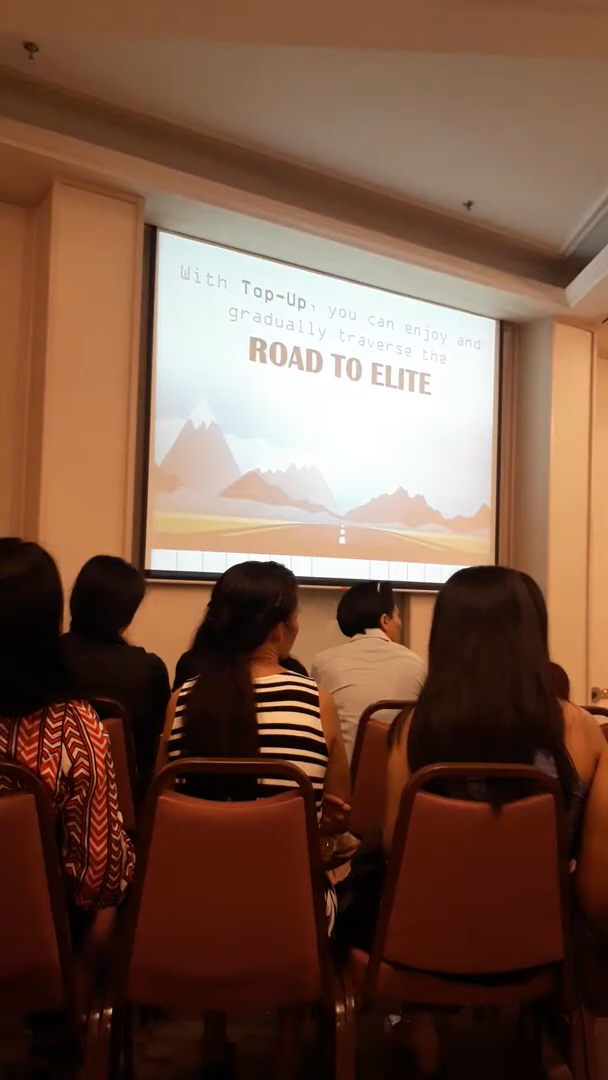 With Top-Up, you can enjoy and
gradually traverse the
ROAD TO ELITE